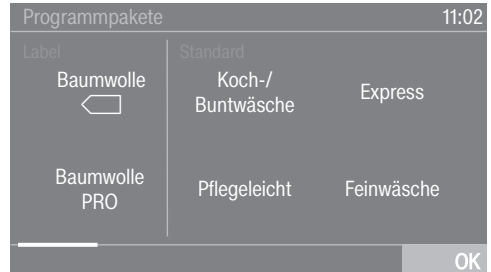 Programmpakete 11:02
Label
Standard
Baumwolle
Koch-/
Buntwäsche
Express
Baumwolle
PRO
Pflegeleicht
Feinwäsche
OK